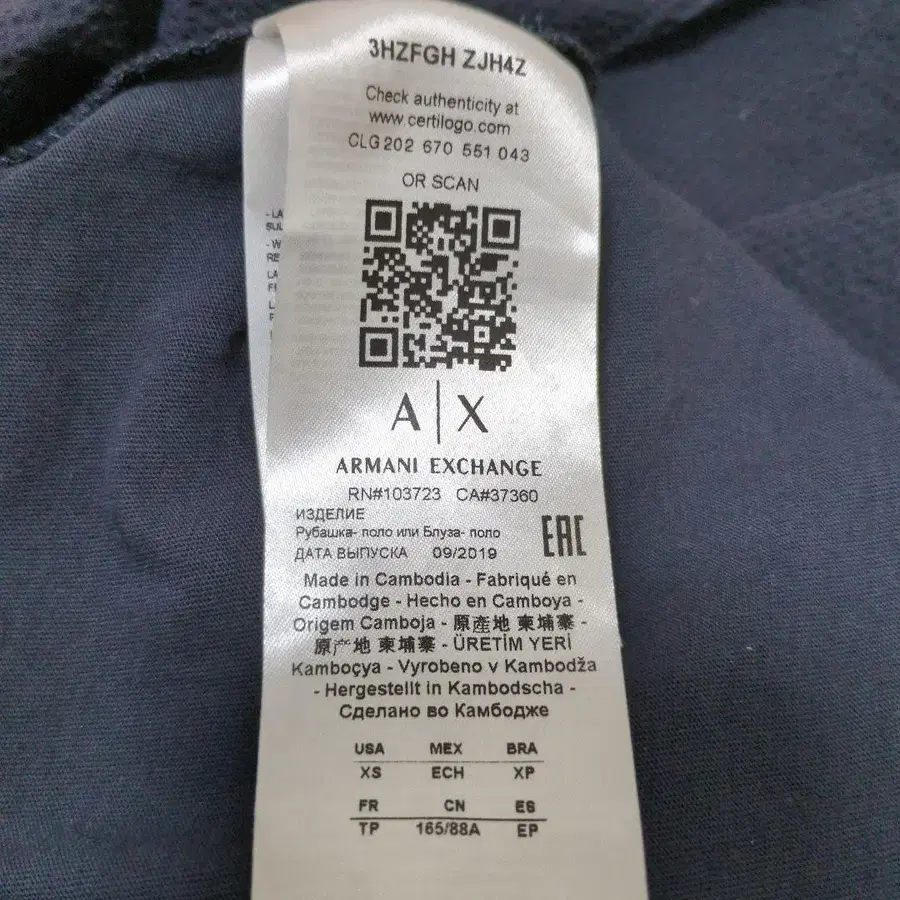 3HZFGH ZJH4Z
Check authenticity at
www.certilogo.com
CLG 202 670 551 043
OR SCAN
A|X
ARMANI EXCHANGE
RN#103723 CA#37360
ИЗДЕЛИЕ
Рубашка- поло или Блуза- поло
ДАТА ВЫПУСКА 09/2019
EAC
Made in Cambodia - Fabriqué en
Cambodge - Hecho en Camboya -
Origem Camboja - 原產地 柬埔寨 -
原产地 柬埔寨 - ÜRETİM YERİ
Kamboçya - Vyrobeno v Kambodža
- Hergestellt in Kambodscha -
Сделано во Камбодже
USA MEX BRA
XS ECH XP
FR CN ES
TP 165/88A EP